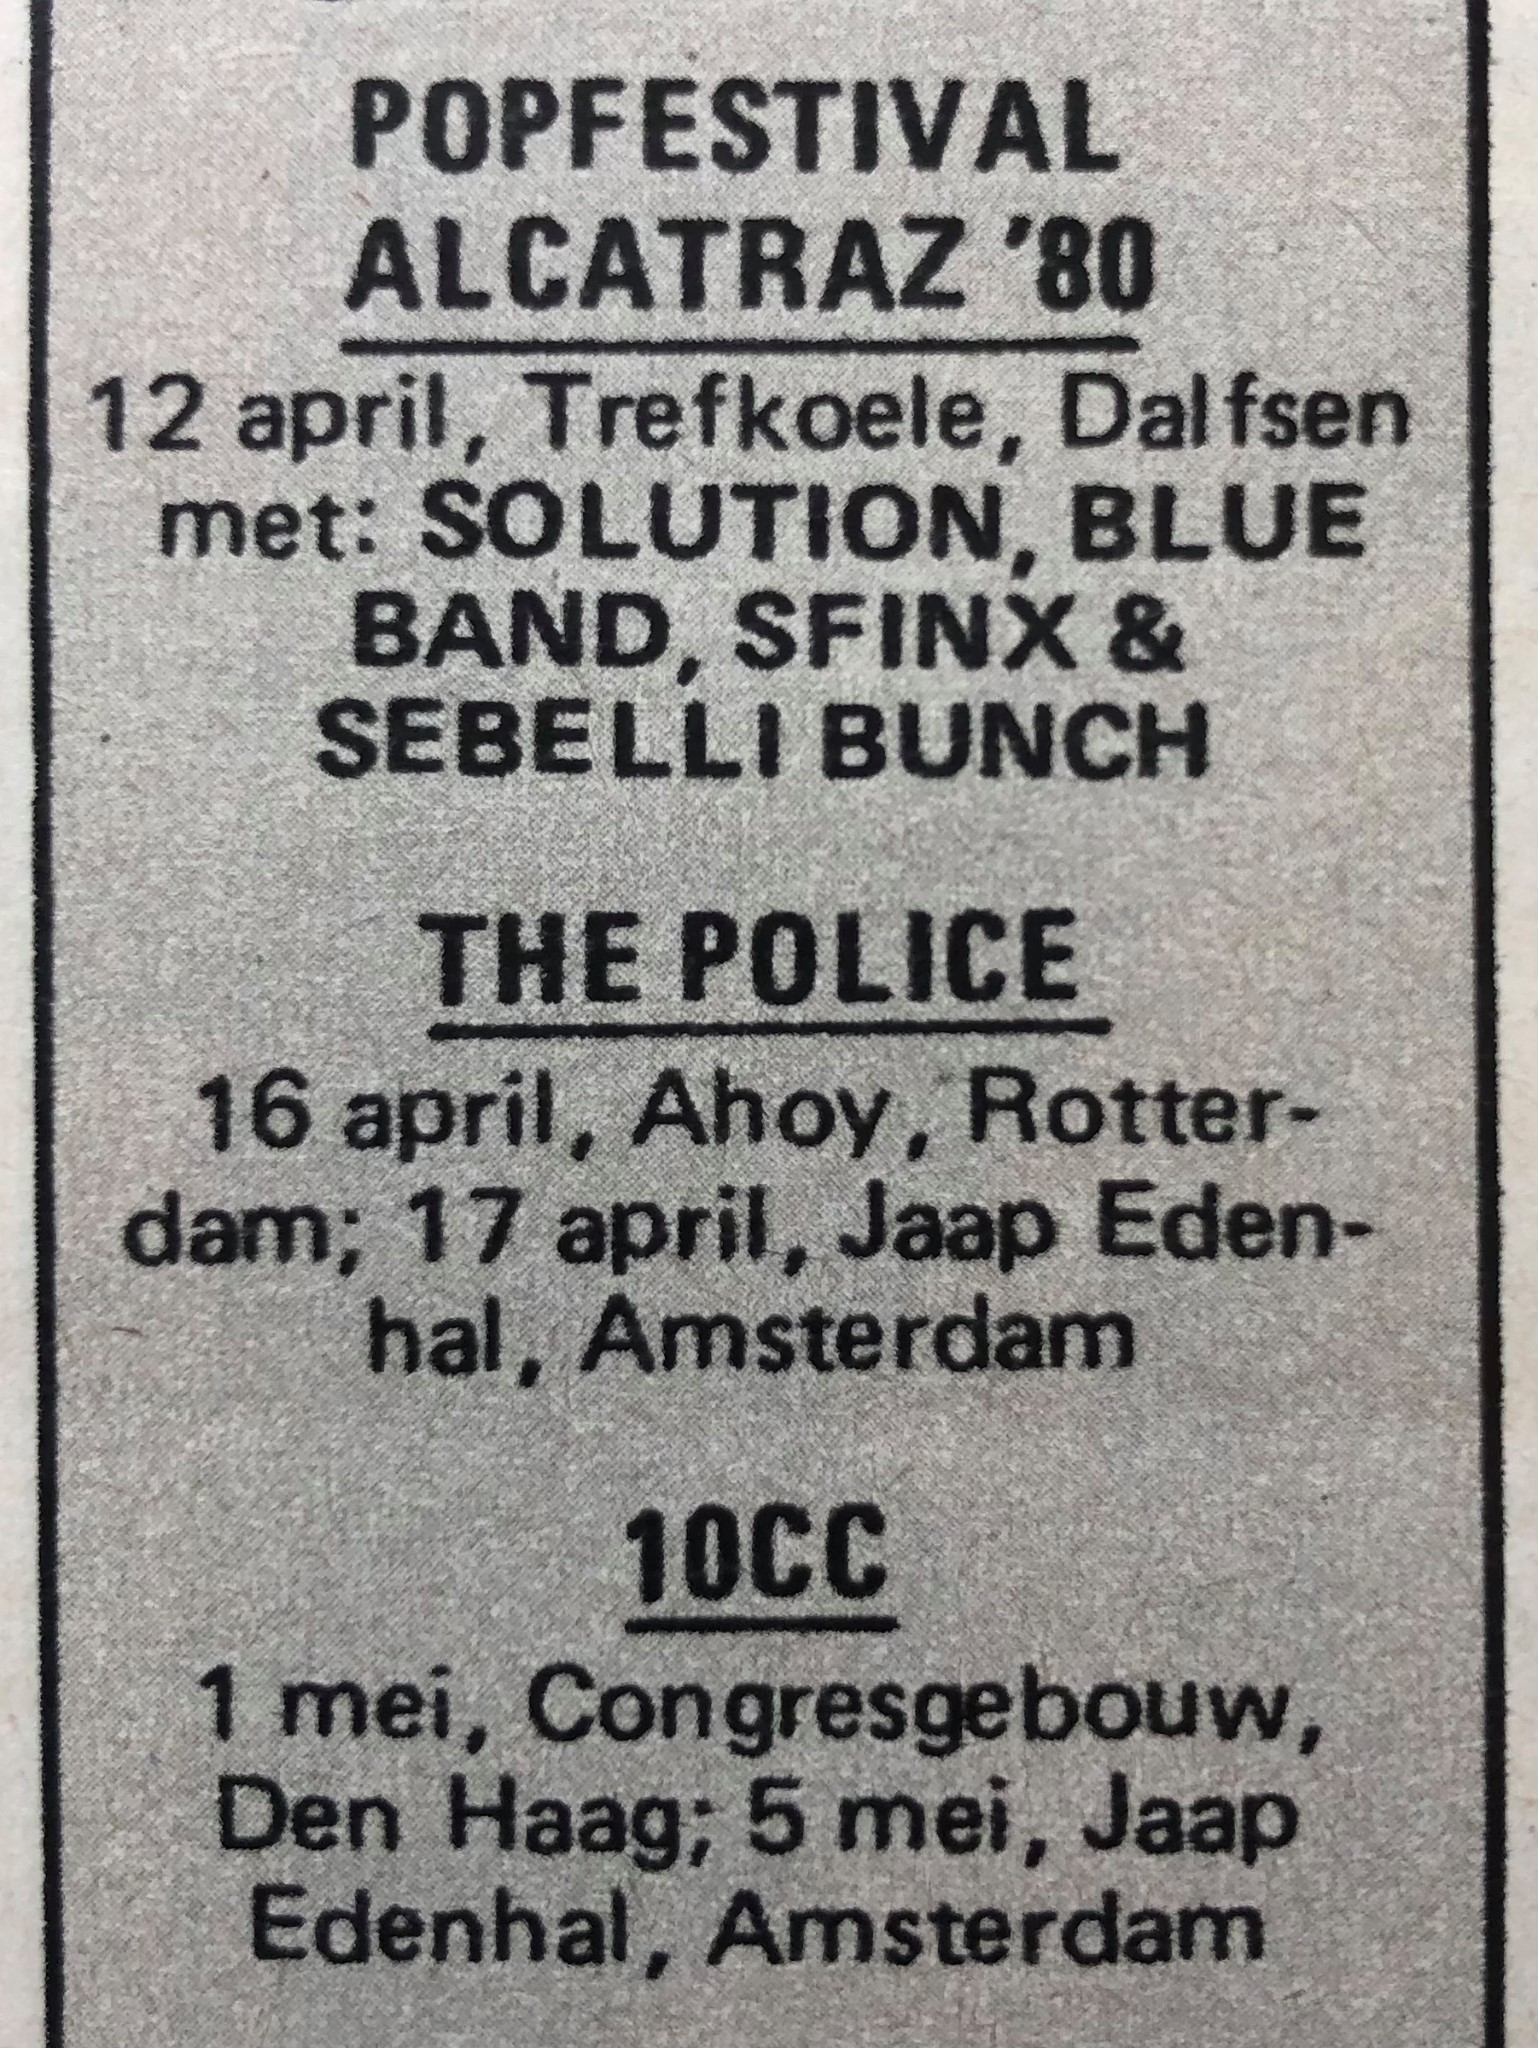 POPFESTIVAL
ALCATRAZ '80
12 april, Trefkoele, Dalfsen
met: SOLUTION, BLUE
BAND, SFINX &
SEBELLI BUNCH
THE POLICE
16 april, Ahoy, Rotter-
dam; 17 april, Jaap Eden-
hal, Amsterdam
10CC
1 mei, Congresgebouw,
Den Haag; 5 mei, Jaap
Edenhal, Amsterdam